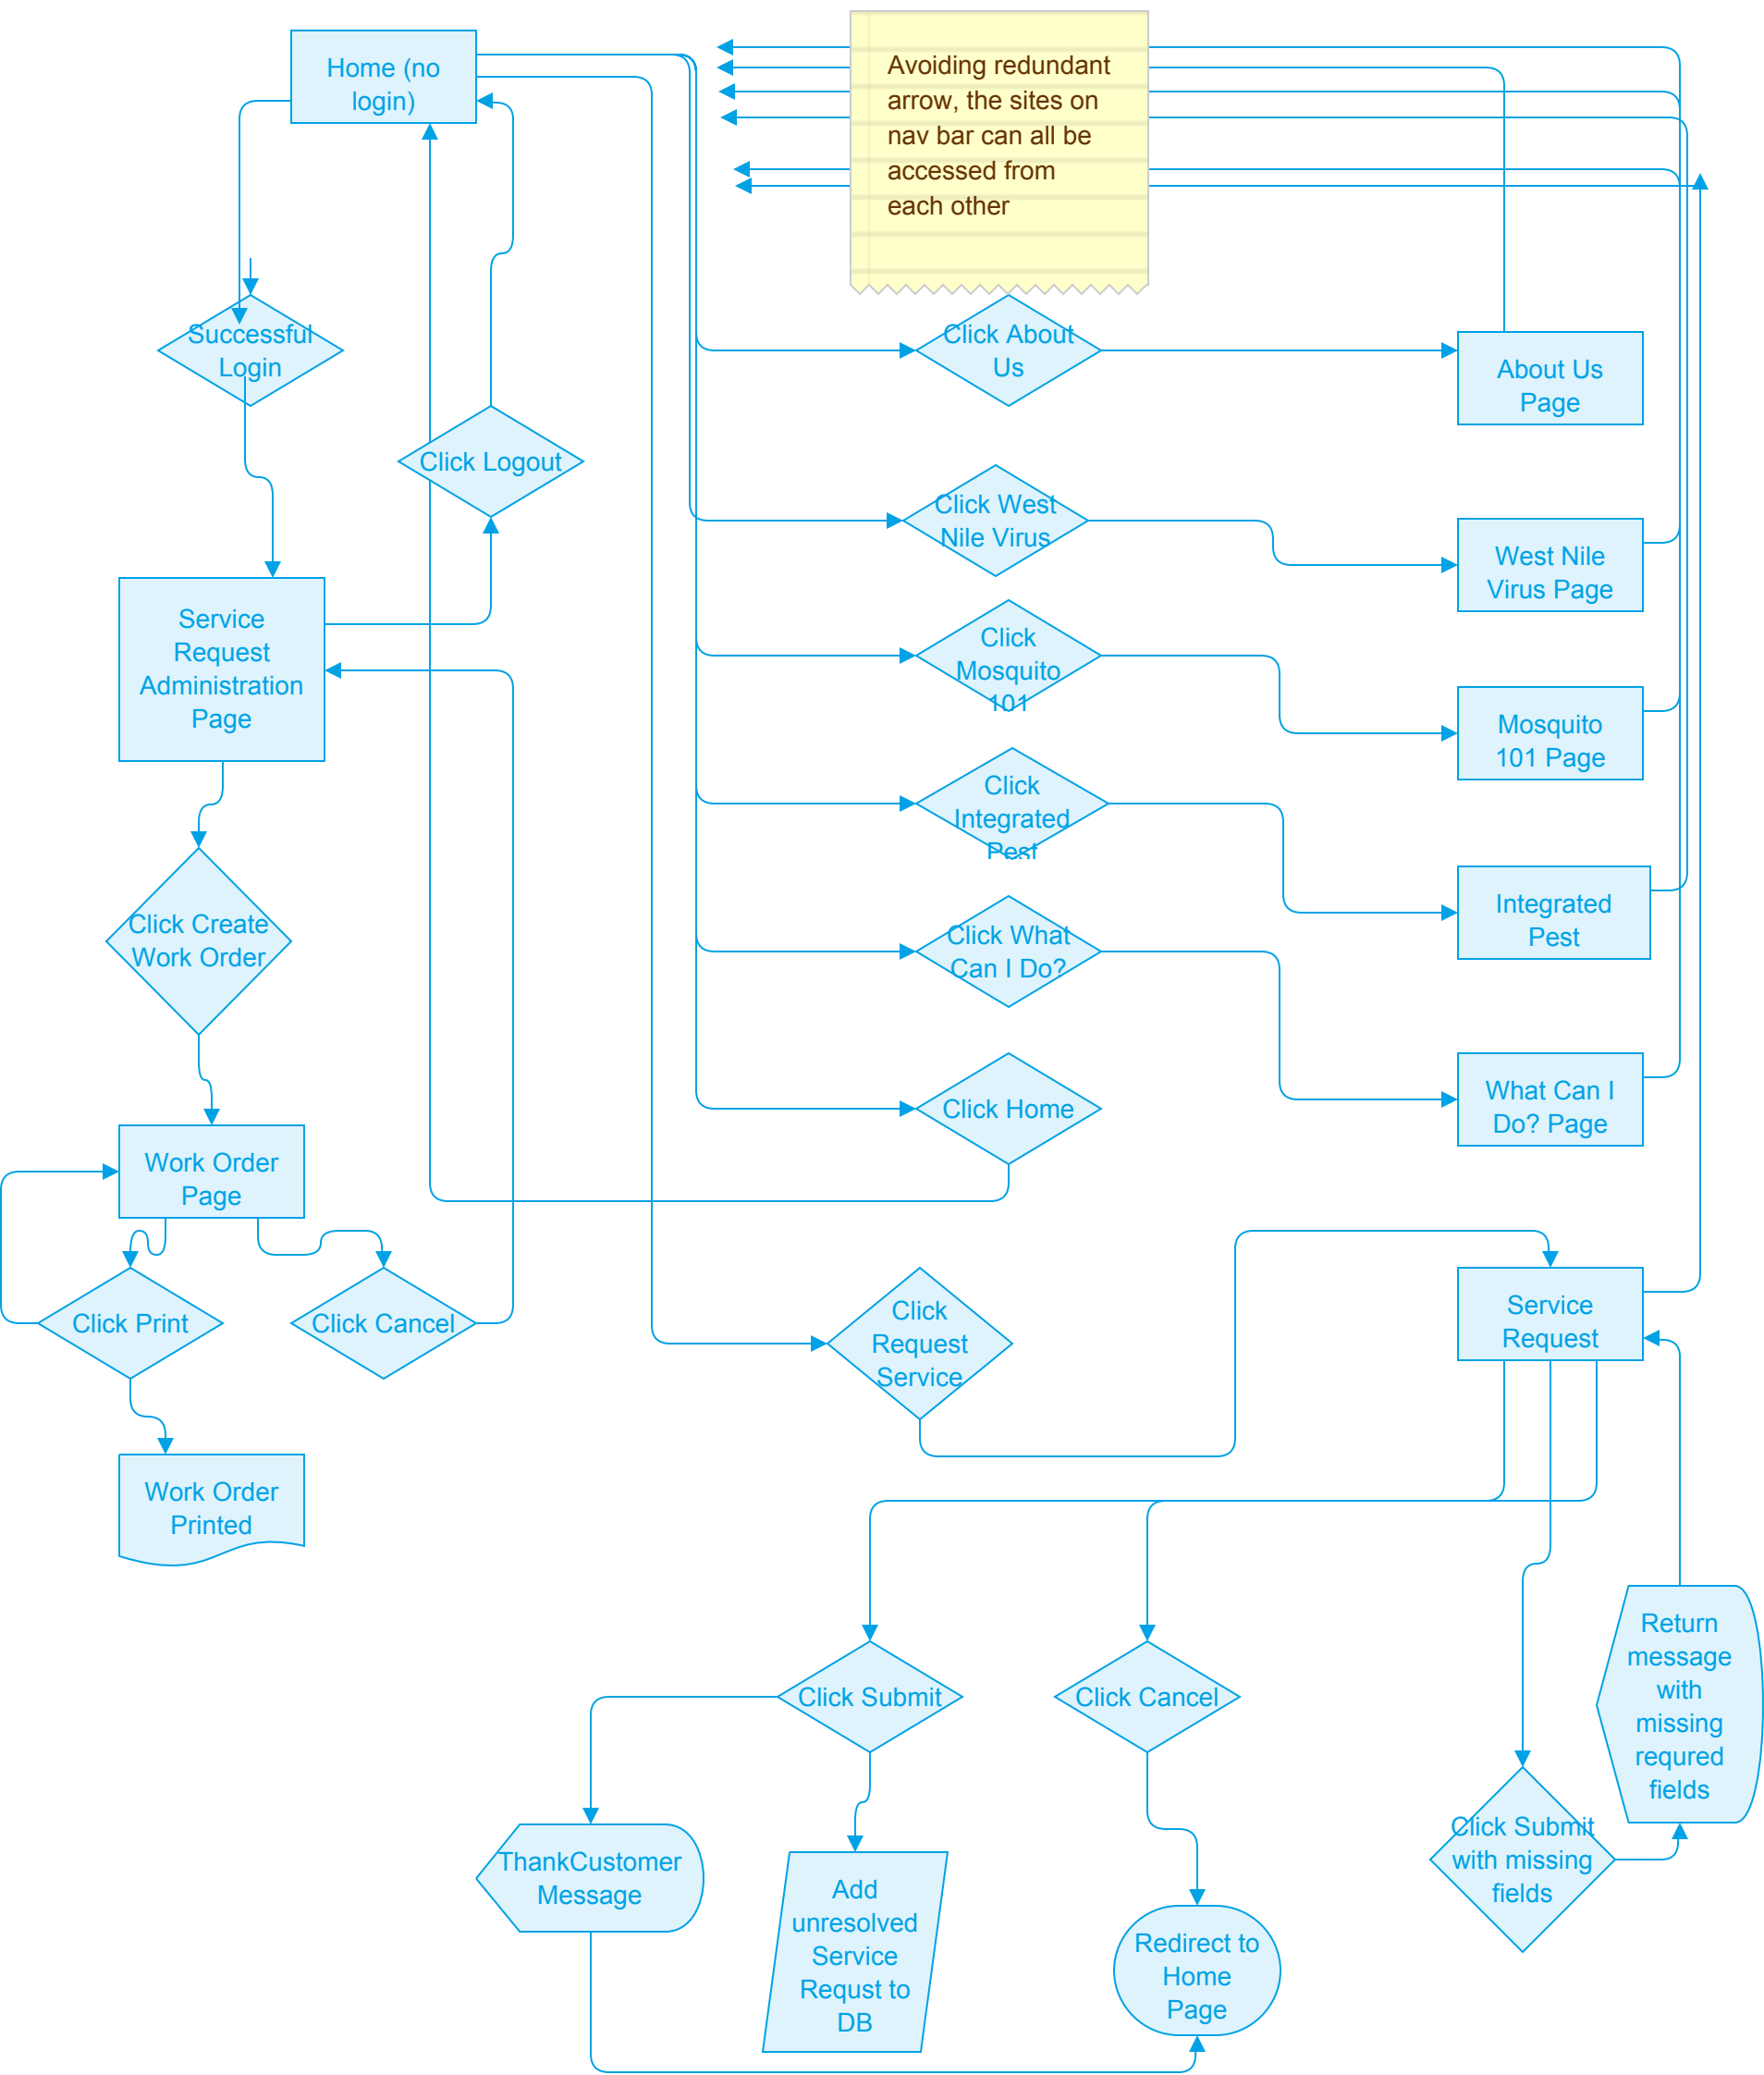 Home (no
login)
Avoiding redundant
arrow, the sites on
nav bar can all be
accessed from
each other
Successful
Login
Click About
Us
About Us
Page
Click Logout
Click West
Nile Virus
West Nile
Virus Page
Service
Request
Administration
Page
Click
Mosquito
101
Mosquito
101 Page
Click
Integrated
Pest
Integrated
Pest
Click Create
Work Order
Click What
Can I Do?
What Can I
Do? Page
Click Home
Work Order
Page
Click Print
Click Cancel
Click
Request
Service
Service
Request
Work Order
Printed
Return
message
with
missing
requred
fields
Click Submit
Click Cancel
Click Submit
with missing
fields
ThankCustomer
Message
Add
unresolved
Service
Requst to
DB
Redirect to
Home
Page